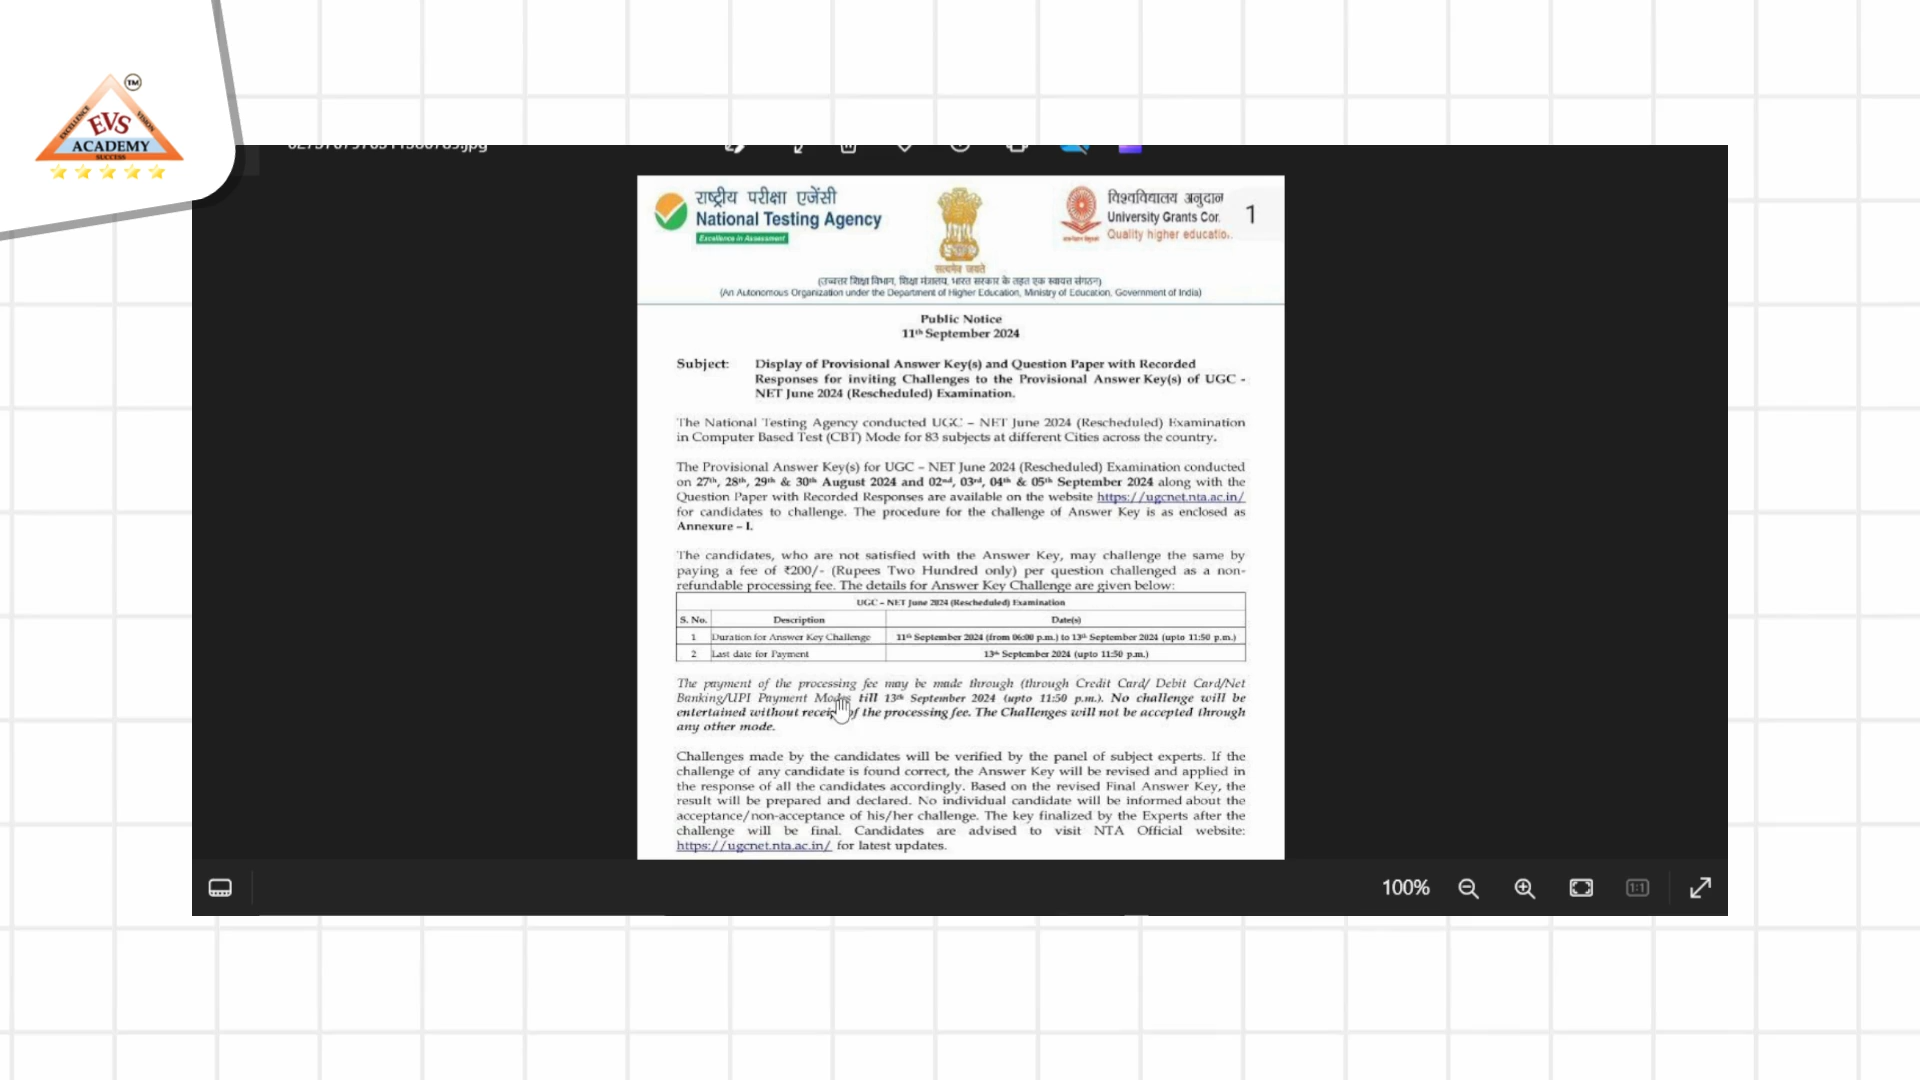 TM
EVS
EXCELLENCE
VISION
ACADEMY
SUCCESS
राष्ट्रीय परीक्षा एजेंसी
National Testing Agency
Excellence in Assessment
सत्यमेव जयते
विश्वविद्यालय अनुदान
University Grants Com
Quality higher educatio
1
(उच्चतर शिक्षा विभाग, शिक्षा मंत्रालय, भारत सरकार के तहत एक स्वायत्त संगठन)
(An Autonomous Organization under the Department of Higher Education, Ministry of Education, Government of India)
Public Notice
11th September 2024
Subject: Display of Provisional Answer Key(s) and Question Paper with Recorded
Responses for inviting Challenges to the Provisional Answer Key(s) of UGC -
NET June 2024 (Rescheduled) Examination.
The National Testing Agency conducted UGC – NET June 2024 (Rescheduled) Examination
in Computer Based Test (CBT) Mode for 83 subjects at different Cities across the country.
The Provisional Answer Key(s) for UGC – NET June 2024 (Rescheduled) Examination conducted
on 27th, 28th, 29th & 30th August 2024 and 02nd, 03rd, 04th & 05th September 2024 along with the
Question Paper with Recorded Responses are available on the website https://ugcnet.nta.ac.in/
for candidates to challenge. The procedure for the challenge of Answer Key is as enclosed as
Annexure – I.
The candidates, who are not satisfied with the Answer Key, may challenge the same by
paying a fee of ₹200/- (Rupees Two Hundred only) per question challenged as a non-
refundable processing fee. The details for Answer Key Challenge are given below:
UGC – NET June 2024 (Rescheduled) Examination
S. No. Description Date(s)
1 Duration for Answer Key Challenge 11th September 2024 (from 06:00 p.m.) to 13th September 2024 (upto 11:50 p.m.)
2 Last date for Payment 13th September 2024 (upto 11:50 p.m.)
The payment of the processing fee may be made through (through Credit Card/ Debit Card/Net
Banking/UPI Payment Modes till 13th September 2024 (upto 11:50 p.m.). No challenge will be
entertained without receipt of the processing fee. The Challenges will not be accepted through
any other mode.
Challenges made by the candidates will be verified by the panel of subject experts. If the
challenge of any candidate is found correct, the Answer Key will be revised and applied in
the response of all the candidates accordingly. Based on the revised Final Answer Key, the
result will be prepared and declared. No individual candidate will be informed about the
acceptance/non-acceptance of his/her challenge. The key finalized by the Experts after the
challenge will be final. Candidates are advised to visit NTA Official website:
https://ugcnet.nta.ac.in/ for latest updates.
100%
1:1